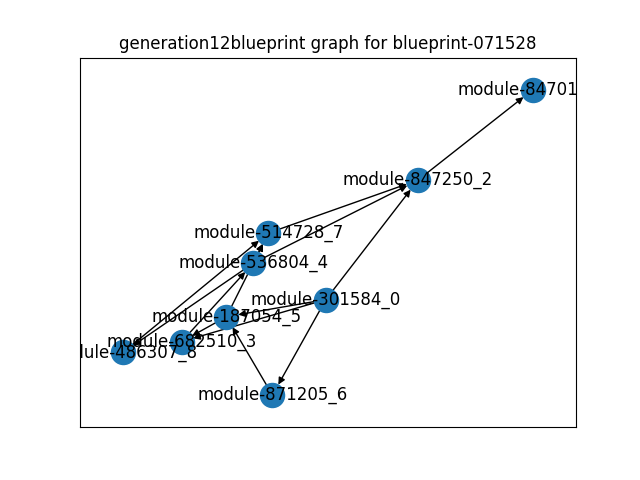 generation12blueprint graph for blueprint-071528
module-84701
module-847250_2
module-514728_7
module-536804_4
module-301584_0
module-187054_5
module-682510_3
lule-486307_8
module-871205_6